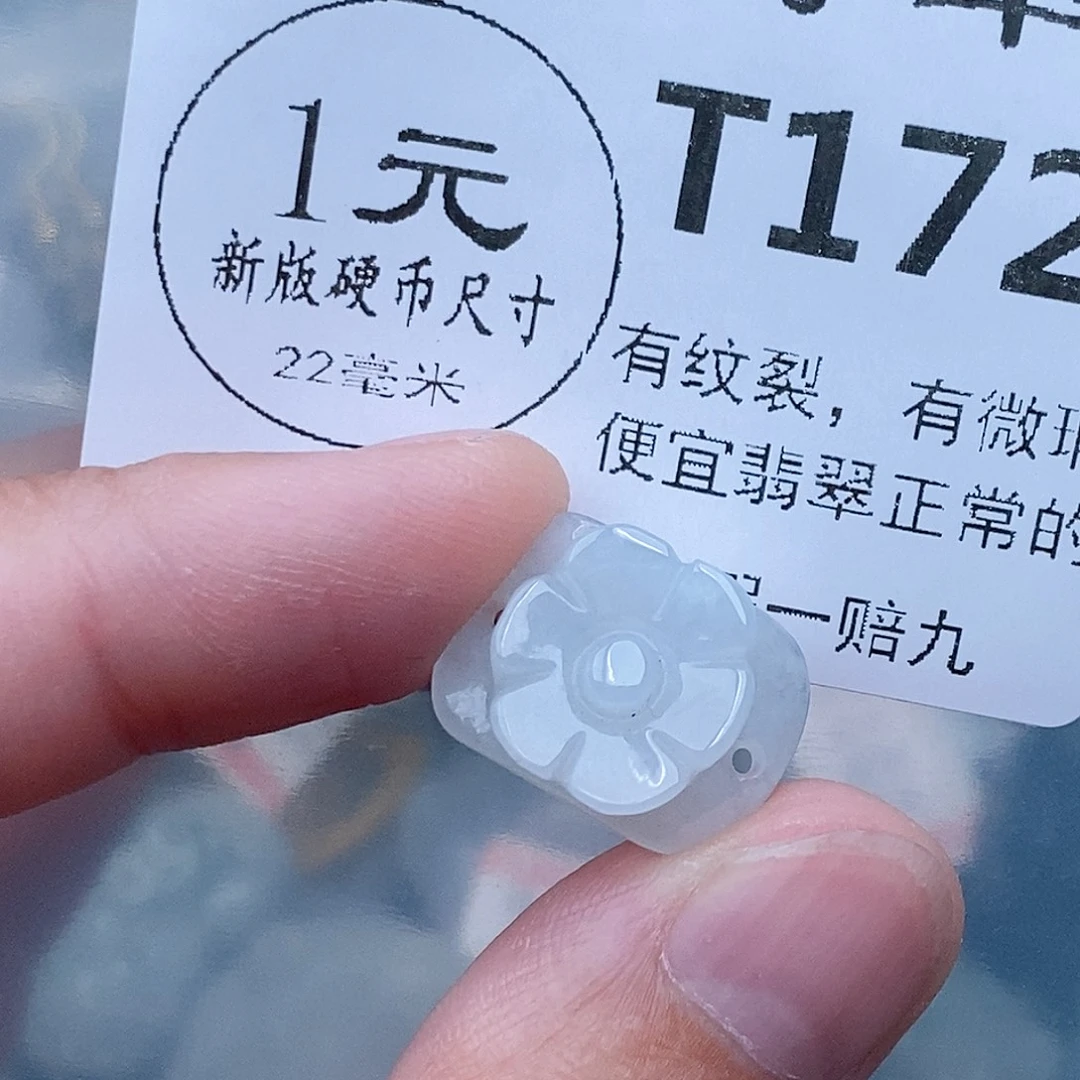 1元
新版硬币尺寸
22毫米
T172
有纹裂，有微
便宜翡翠正常的
一赔九